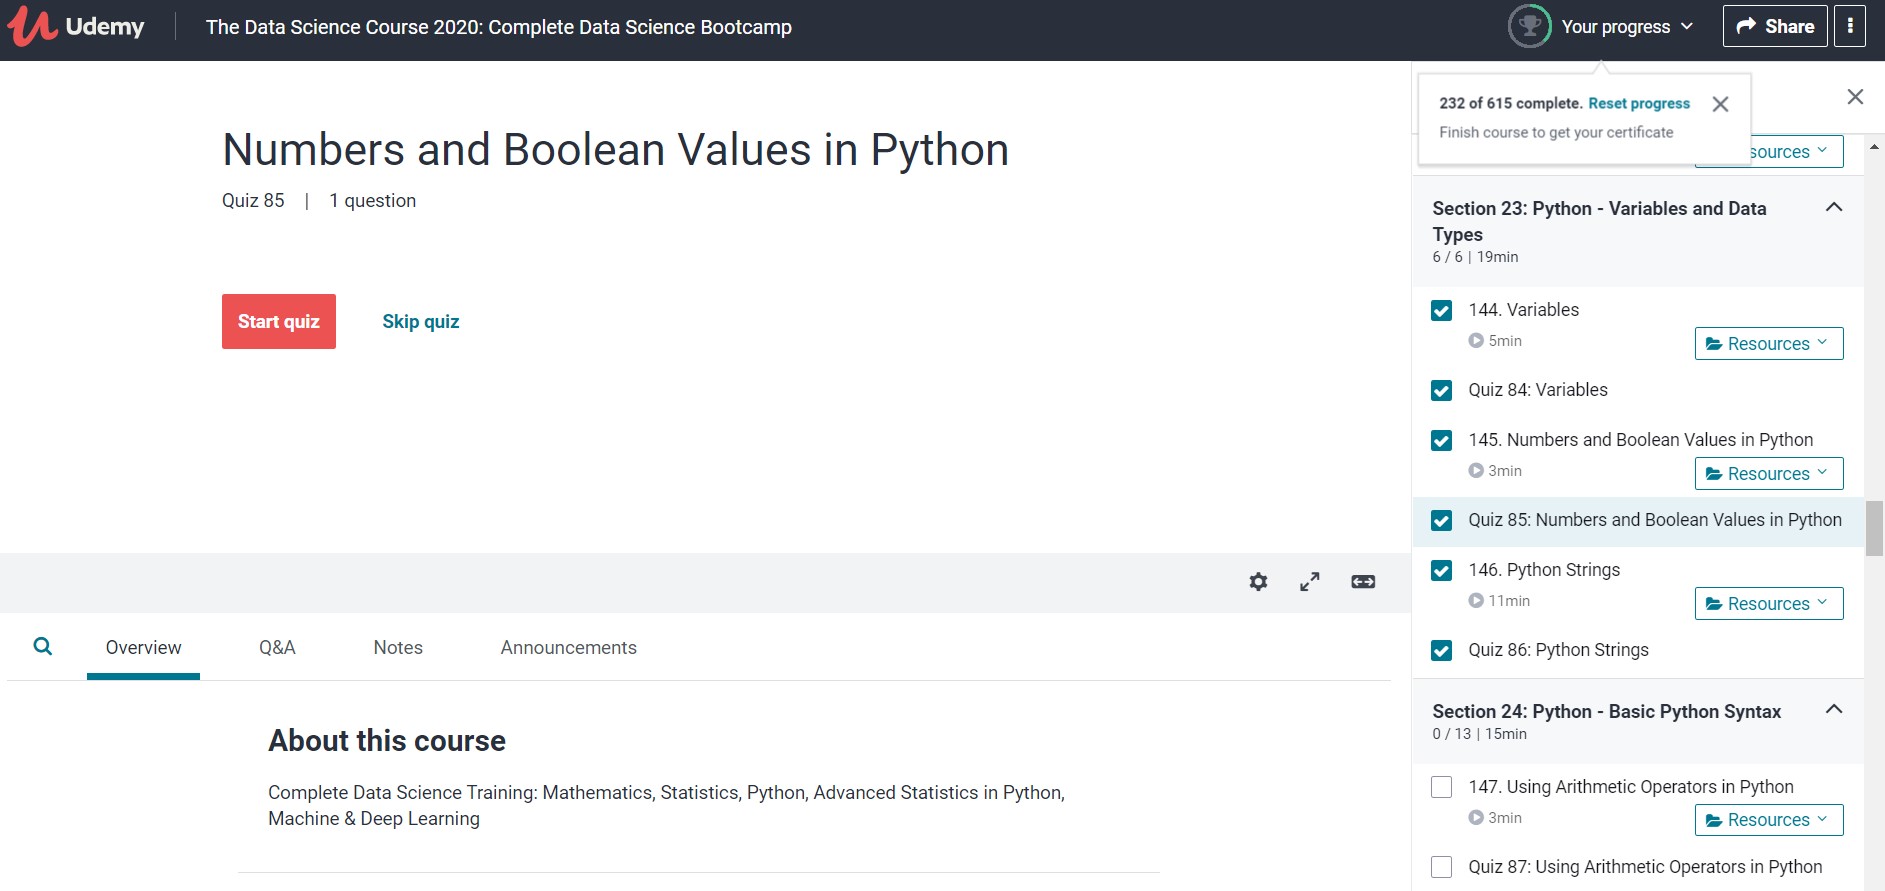 Udemy
The Data Science Course 2020: Complete Data Science Bootcamp
Your progress
Share
232 of 615 complete. Reset progress
Finish course to get your certificate
Numbers and Boolean Values in Python
Quiz 85 | 1 question
Start quiz
Skip quiz
Overview
Q&A
Notes
Announcements
About this course
Complete Data Science Training: Mathematics, Statistics, Python, Advanced Statistics in Python,
Machine & Deep Learning
sources
Section 23: Python - Variables and Data
Types
6 / 6 | 19min
144. Variables
5min
Resources
Quiz 84: Variables
145. Numbers and Boolean Values in Python
3min
Resources
Quiz 85: Numbers and Boolean Values in Python
146. Python Strings
11min
Resources
Quiz 86: Python Strings
Section 24: Python - Basic Python Syntax
0 / 13 | 15min
147. Using Arithmetic Operators in Python
3min
Resources
Quiz 87: Using Arithmetic Operators in Python